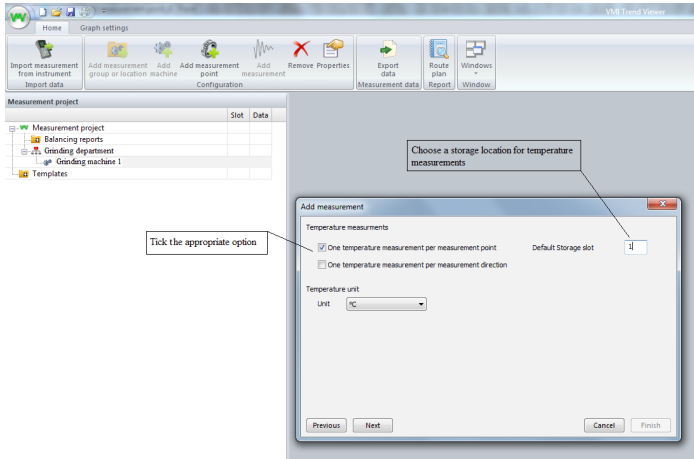 VMI Trend Viewer
Home Graph settings
Import measurement from instrument
Add measurement group or location
Add machine
Add measurement point
Add measurement
Remove
Properties
Export data
Route plan
Windows
Import data
Configuration
Measurement data
Report
Window
Measurement project
Slot Data
Measurement project
Balancing reports
Grinding department
Grinding machine 1
Templates
Choose a storage location for temperature
measurements
Tick the appropriate option
Add measurement
Temperature measurments
One temperature measurement per measurement point Default Storage slot 1
One temperature measurement per measurement direction
Temperature unit
Unit °C
Previous Next Cancel Finish